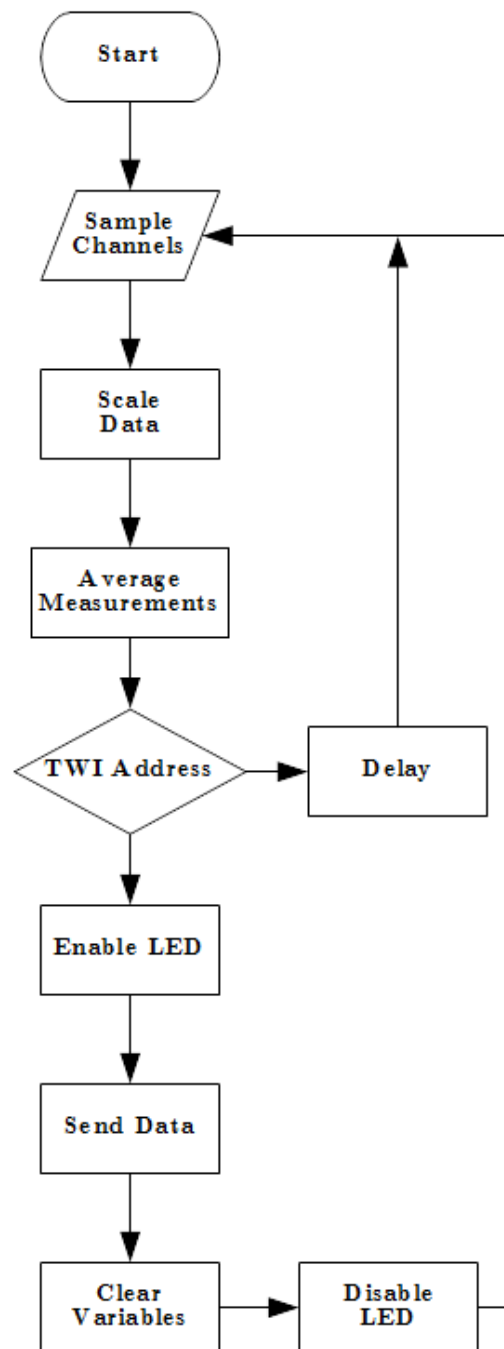 Start
Sample
Channels
Scale
Data
Average
Measurements
TWI Address
Delay
Enable LED
Send Data
Clear
Variables
Disable
LED